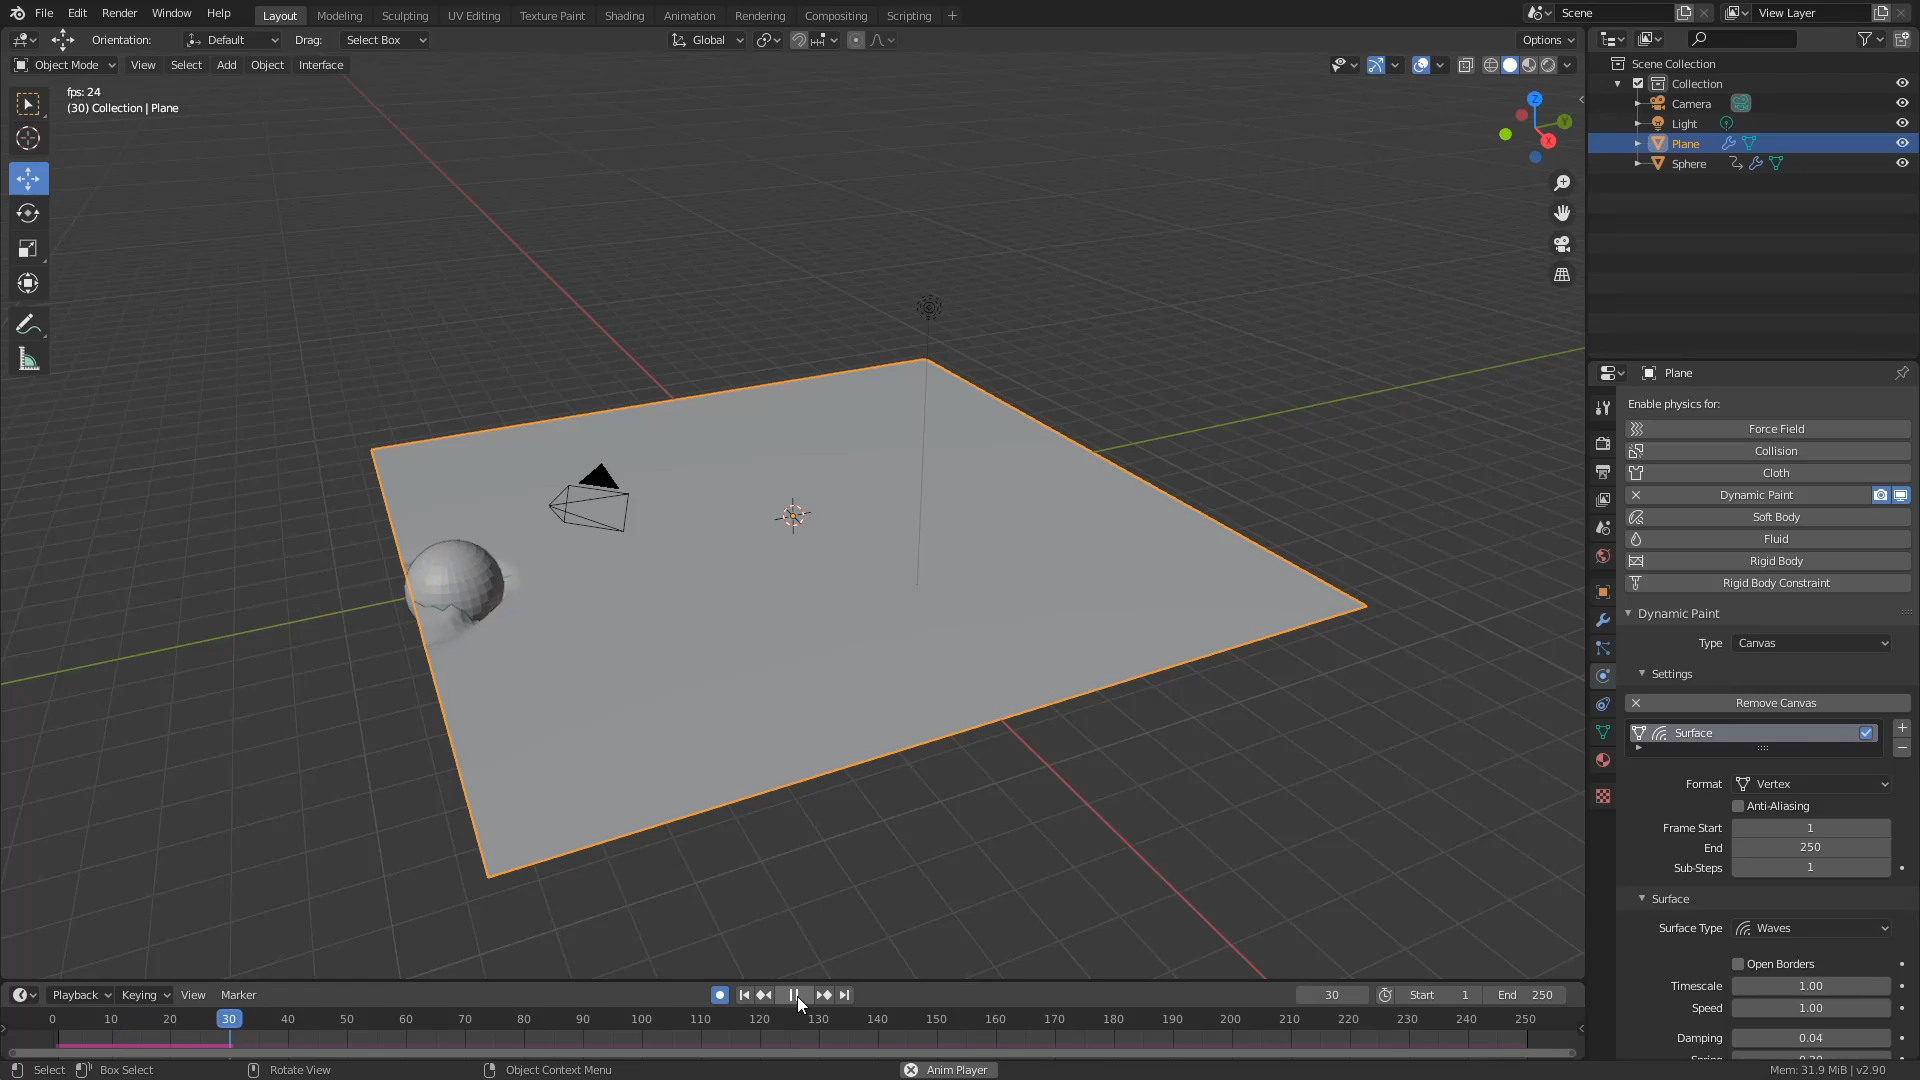 File Edit Render Window Help Layout Modeling Sculpting UV Editing Texture Paint Shading Animation Rendering Compositing Scripting + Scene View Layer
Orientation: Default Drag: Select Box Global Options
Object Mode View Select Add Object Interface
fps: 24
(30) Collection | Plane
Z
Y
X
Scene Collection
Collection
Camera
Light
Plane
Sphere
Plane
Enable physics for:
Force Field
Collision
Cloth
Dynamic Paint
Soft Body
Fluid
Rigid Body
Rigid Body Constraint
Dynamic Paint
Type Canvas
Settings
Remove Canvas
Surface
Format Vertex
Anti-Aliasing
Frame Start 1
End 250
Sub-Steps 1
Surface
Surface Type Waves
Open Borders
Timescale 1.00
Speed 1.00
Damping 0.04
Playback Keying View Marker 30 Start 1 End 250
0 10 20 30 40 50 60 70 80 90 100 110 120 130 140 150 160 170 180 190 200 210 220 230 240 250
Select Box Select Rotate View Object Context Menu Anim Player Mem: 31.9 MiB | v2.90